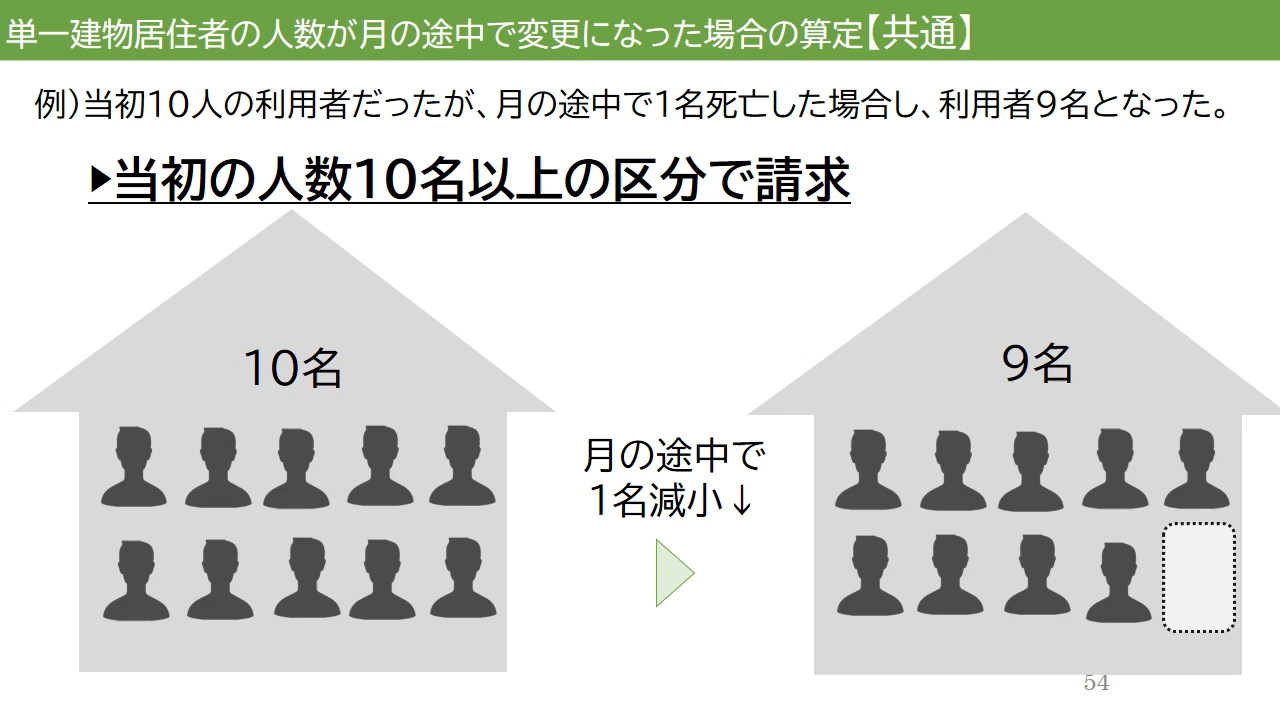 単一建物居住者の人数が月の途中で変更になった場合の算定【共通】
例）当初１０人の利用者だったが、月の途中で１名死亡した場合し、利用者９名となった。
▶当初の人数１０名以上の区分で請求
１０名
９名
月の途中で
１名減小↓
54